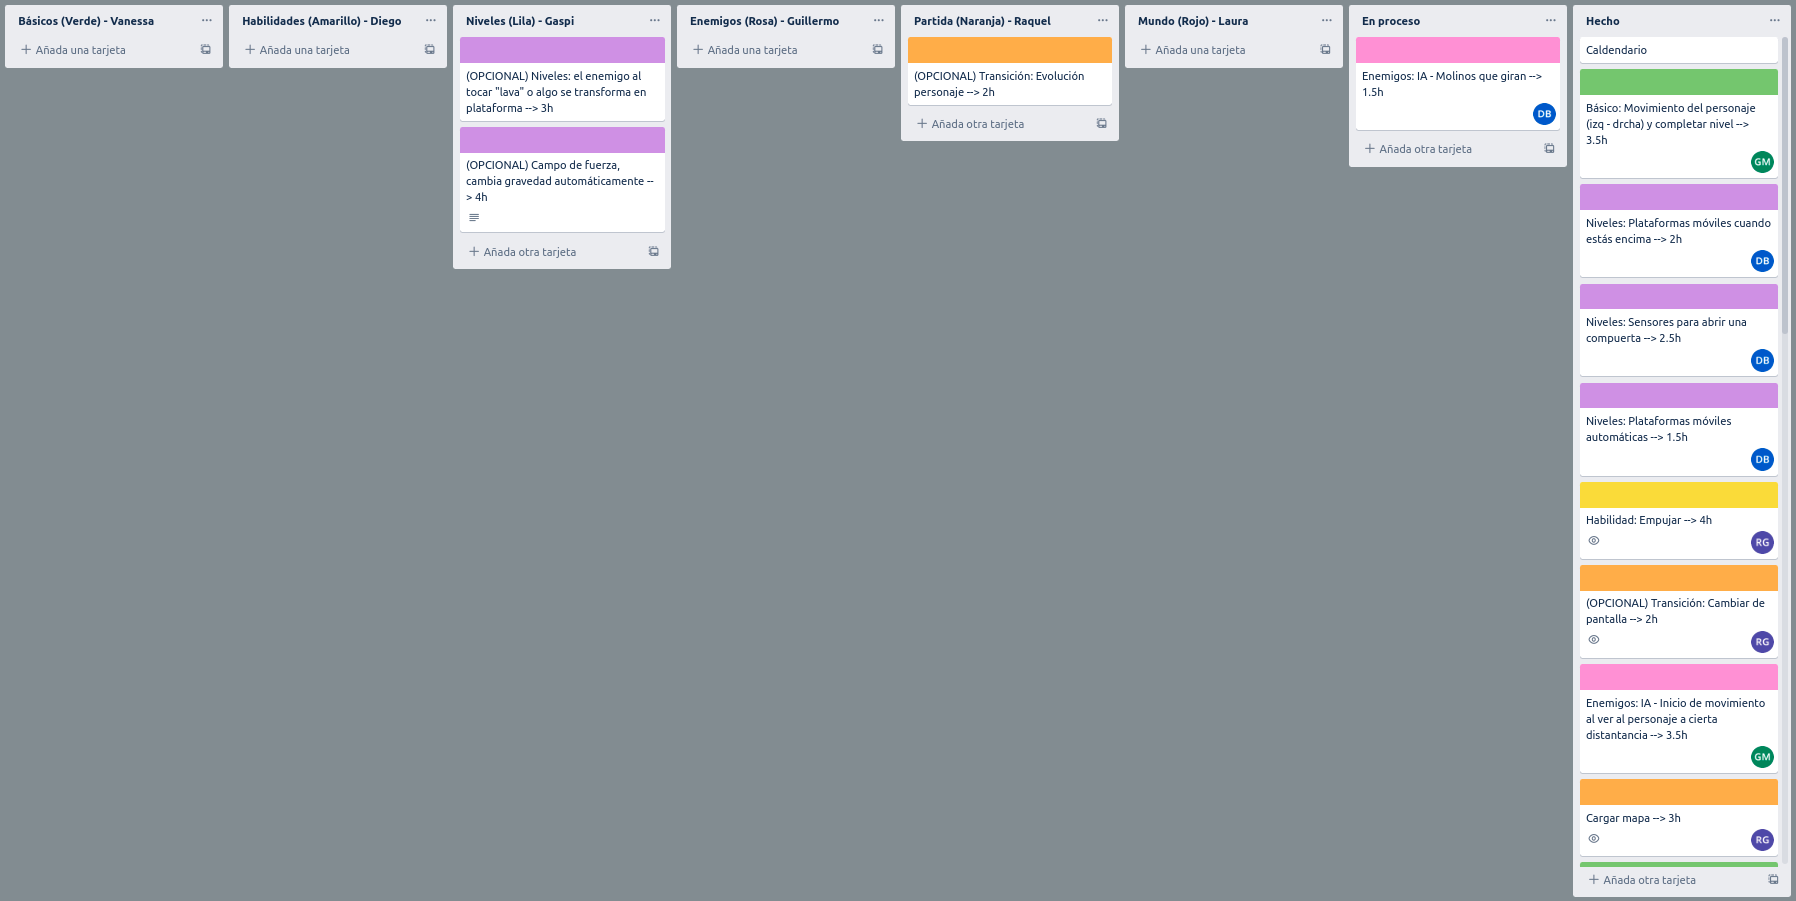 Básicos (Verde) - Vanessa
Añada una tarjeta
Habilidades (Amarillo) - Diego
Añada una tarjeta
Niveles (Lila) - Gaspi
(OPCIONAL) Niveles: el enemigo al
tocar "lava" o algo se transforma en
plataforma --> 3h
(OPCIONAL) Campo de fuerza,
cambia gravedad automáticamente --
> 4h
Añada otra tarjeta
Enemigos (Rosa) - Guillermo
Añada una tarjeta
Partida (Naranja) - Raquel
(OPCIONAL) Transición: Evolución
personaje --> 2h
Añada otra tarjeta
Mundo (Rojo) - Laura
Añada una tarjeta
En proceso
Enemigos: IA - Molinos que giran -->
1.5h
DB
Añada otra tarjeta
Hecho
Caldendario
Básico: Movimiento del personaje
(izq - drcha) y completar nivel -->
3.5h
GM
Niveles: Plataformas móviles cuando
estás encima --> 2h
DB
Niveles: Sensores para abrir una
compuerta --> 2.5h
DB
Niveles: Plataformas móviles
automáticas --> 1.5h
DB
Habilidad: Empujar --> 4h
RG
(OPCIONAL) Transición: Cambiar de
pantalla --> 2h
RG
Enemigos: IA - Inicio de movimiento
al ver al personaje a cierta
distantancia --> 3.5h
GM
Cargar mapa --> 3h
RG
Añada otra tarjeta